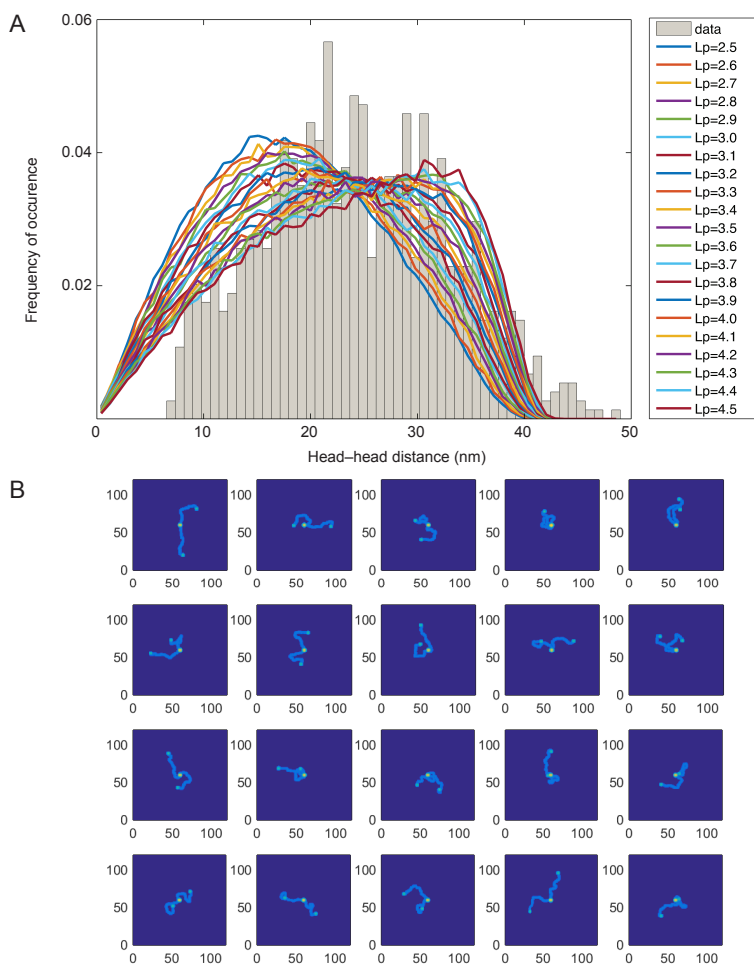 A
0.06
0.04
0.02
Frequency of occurence
0 10 20 30 40 50
Head–head distance (nm)
data
Lp=2.5
Lp=2.6
Lp=2.7
Lp=2.8
Lp=2.9
Lp=3.0
Lp=3.1
Lp=3.2
Lp=3.3
Lp=3.4
Lp=3.5
Lp=3.6
Lp=3.7
Lp=3.8
Lp=3.9
Lp=4.0
Lp=4.1
Lp=4.2
Lp=4.3
Lp=4.4
Lp=4.5
B
100 100 100 100 100
50 50 50 50 50
0 0 0 0 0
0 50 100 0 50 100 0 50 100 0 50 100 0 50 100
100 100 100 100 100
50 50 50 50 50
0 0 0 0 0
0 50 100 0 50 100 0 50 100 0 50 100 0 50 100
100 100 100 100 100
50 50 50 50 50
0 0 0 0 0
0 50 100 0 50 100 0 50 100 0 50 100 0 50 100
100 100 100 100 100
50 50 50 50 50
0 0 0 0 0
0 50 100 0 50 100 0 50 100 0 50 100 0 50 100